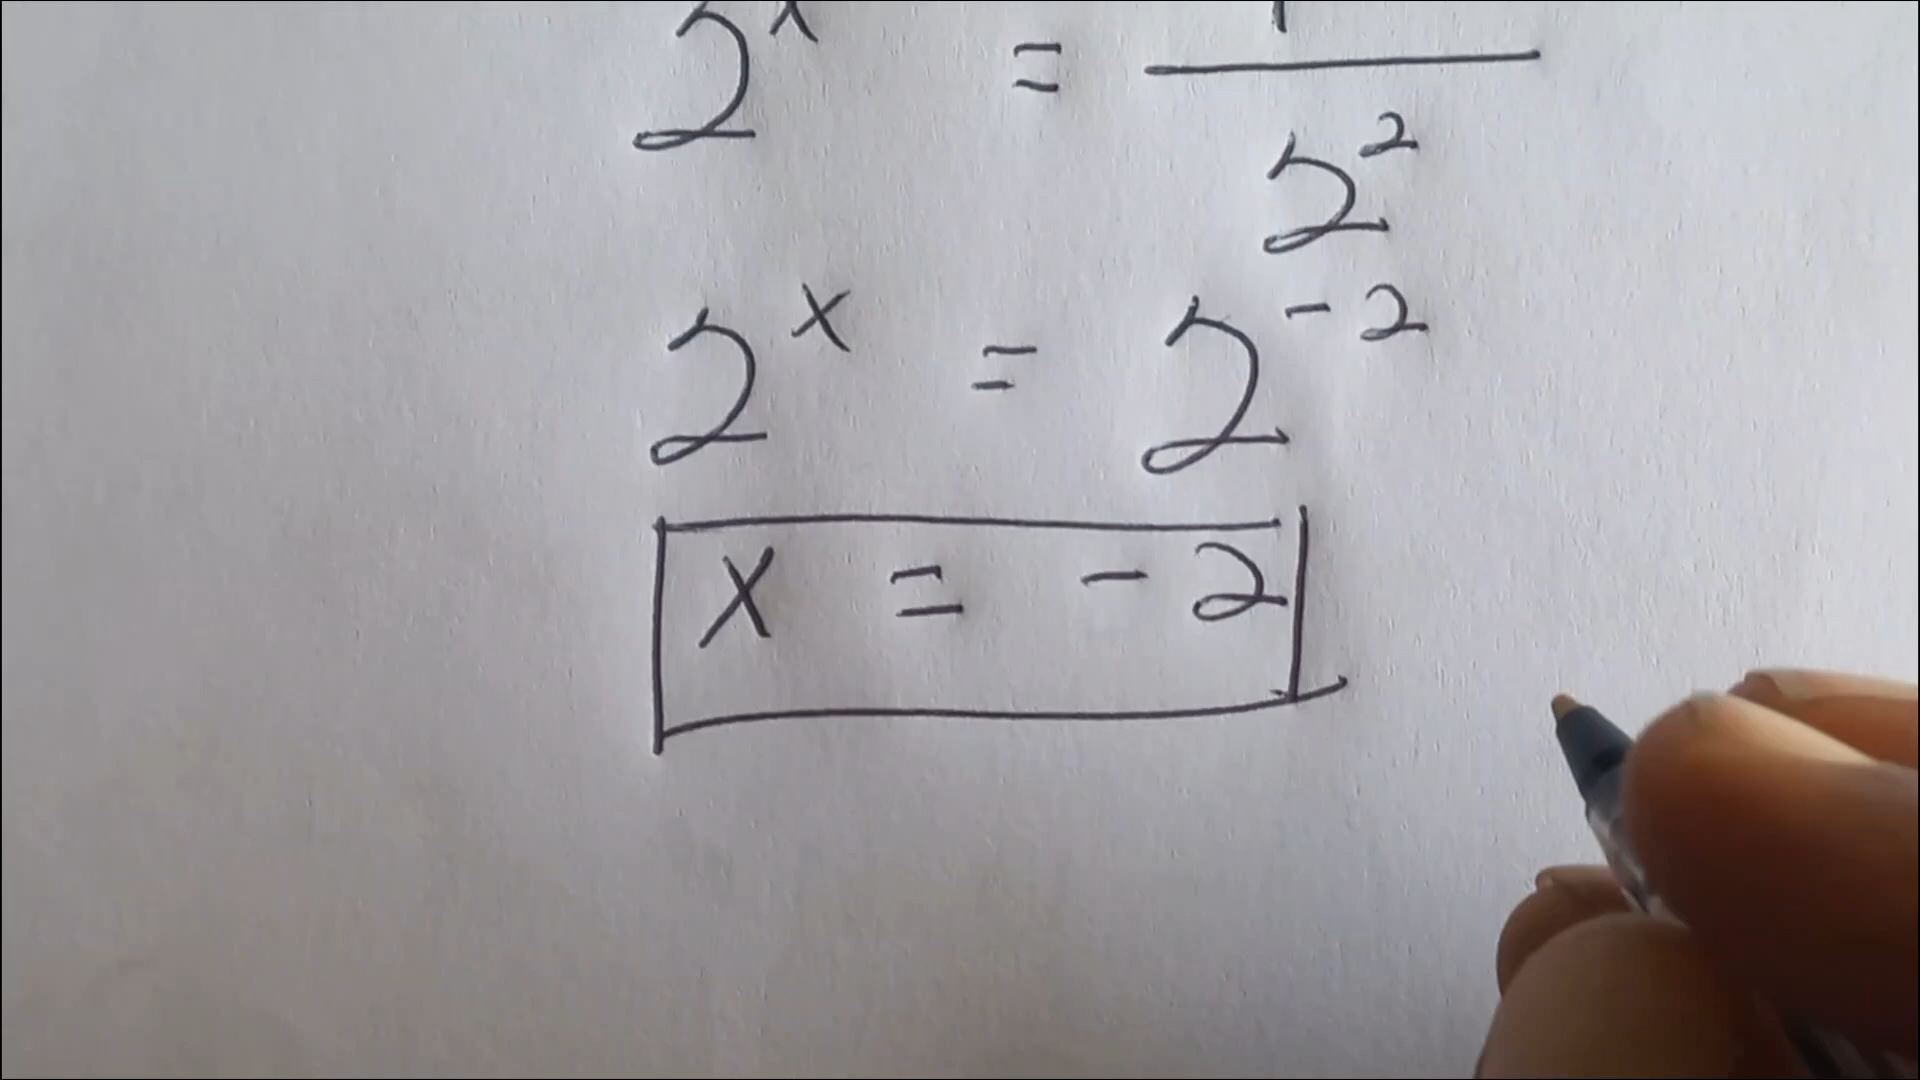 2^x = 1/2^2
2^x = 2^-2
x = -2